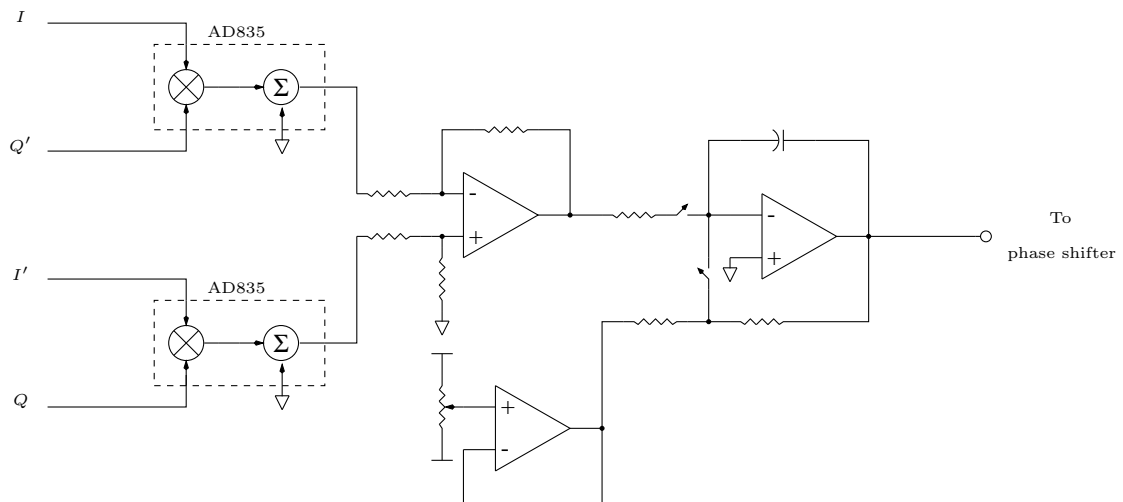 I
AD835
Σ
Q′
-
+
-
+
To
phase shifter
I′
AD835
Σ
Q
+
-